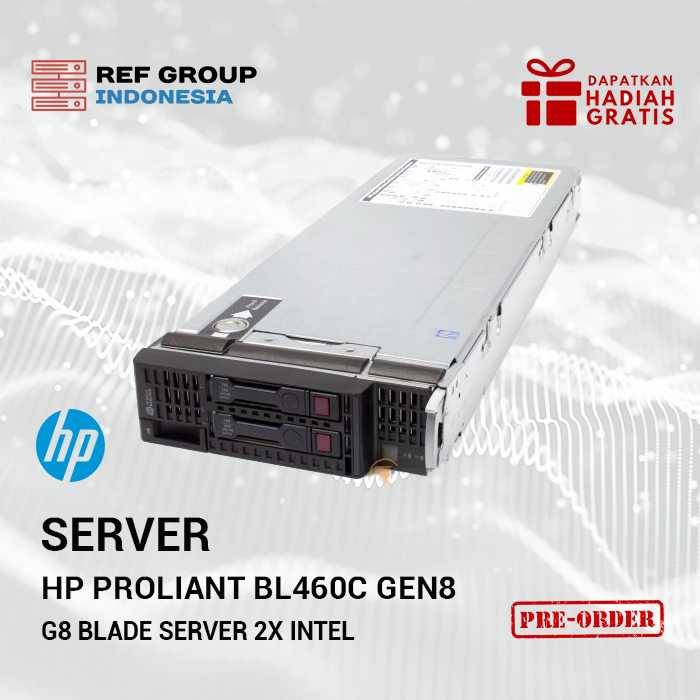 REF GROUP
INDONESIA
DAPATKAN
HADIAH
GRATIS
hp
SERVER
HP PROLIANT BL460C GEN8
G8 BLADE SERVER 2X INTEL
PRE-ORDER